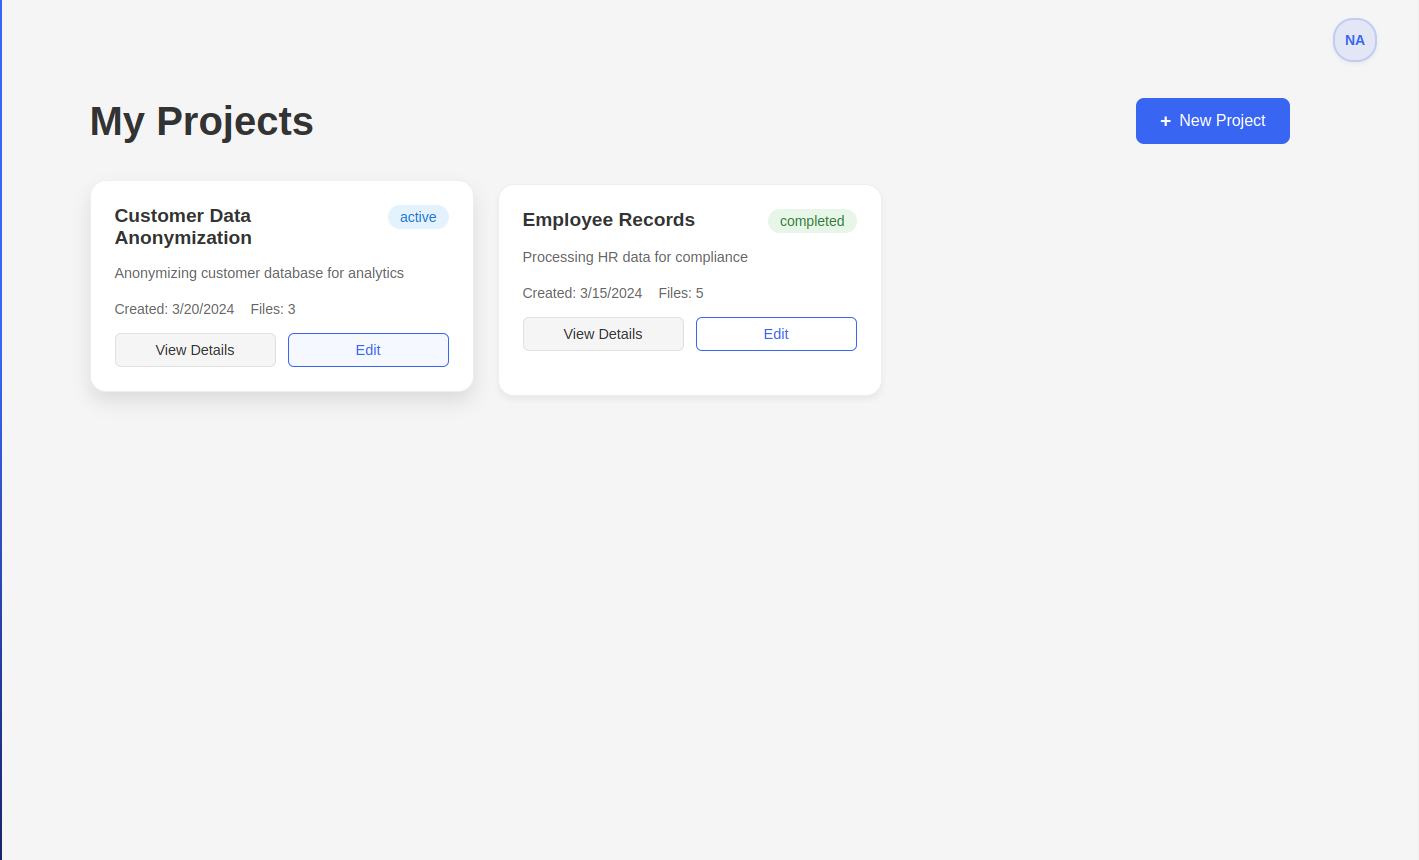 NA
My Projects
+ New Project
Customer Data
Anonymization
active
Anonymizing customer database for analytics
Created: 3/20/2024 Files: 3
View Details
Edit
Employee Records
completed
Processing HR data for compliance
Created: 3/15/2024 Files: 5
View Details
Edit